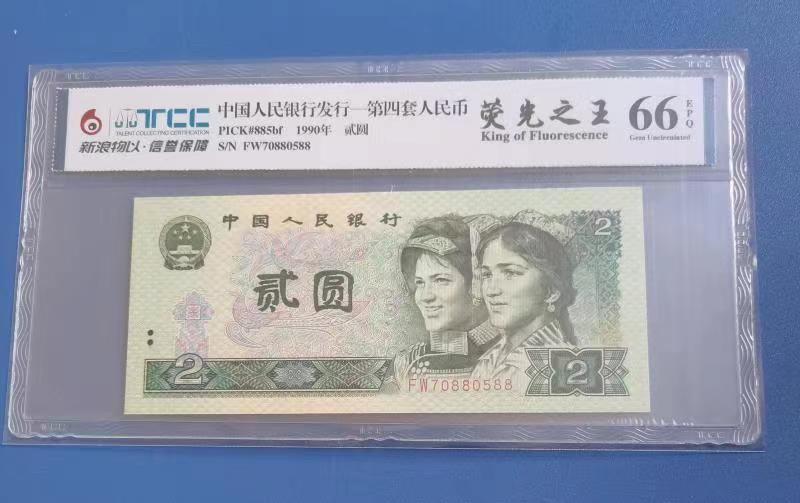 TCC
TALENT COLLECTING CERTIFICATION
新浪物以·信誉保障
中国人民银行发行—第四套人民币
PICK#885bf 1990年 贰圆
S/N FW70880588
荧光之王
King of Fluorescence
66 EPQ
Gem Uncirculated
中国人民银行
贰圆
2
2
2
FW70880588